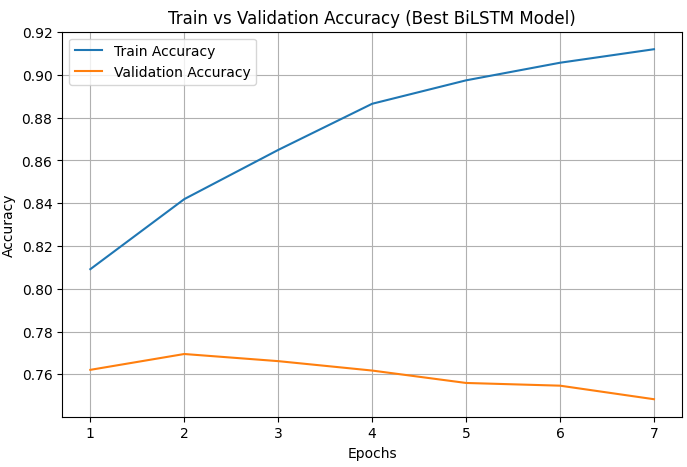 Train vs Validation Accuracy (Best BiLSTM Model)
Train Accuracy
Validation Accuracy
Accuracy
0.92
0.90
0.88
0.86
0.84
0.82
0.80
0.78
0.76
1 2 3 4 5 6 7
Epochs